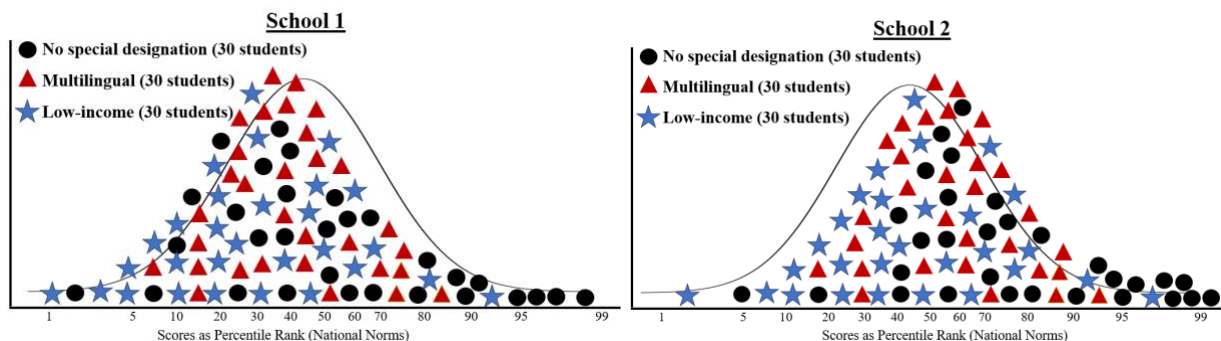 School 1
No special designation (30 students)
Multilingual (30 students)
Low-income (30 students)
1 5 10 20 30 40 50 60 70 80 90 95 99
Scores as Percentile Rank (National Norms)
School 2
No special designation (30 students)
Multilingual (30 students)
Low-income (30 students)
1 5 10 20 30 40 50 60 70 80 90 95 99
Scores as Percentile Rank (National Norms)